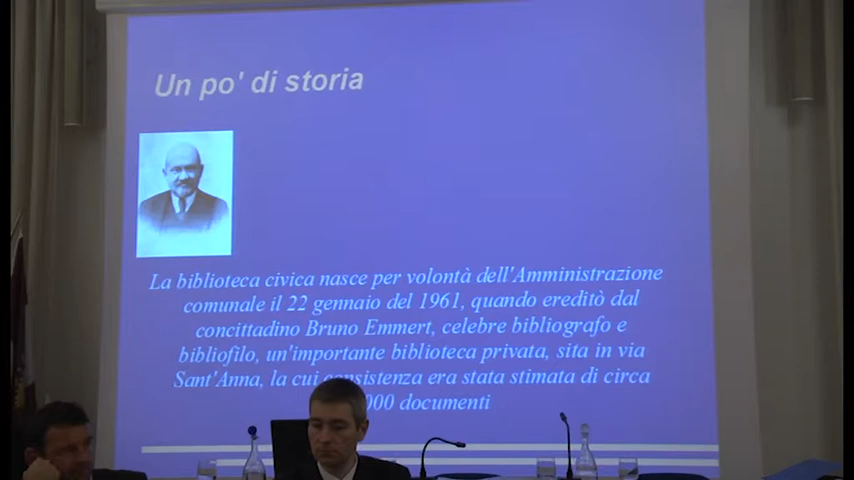 Un po' di storia
La biblioteca civica nasce per volontà dell'Amministrazione
comunale il 22 gennaio del 1961, quando ereditò dal
concittadino Bruno Emmert, celebre bibliografo e
bibliofilo, un'importante biblioteca privata, sita in via
Sant'Anna, la cui consistenza era stata stimata di circa
000 documenti